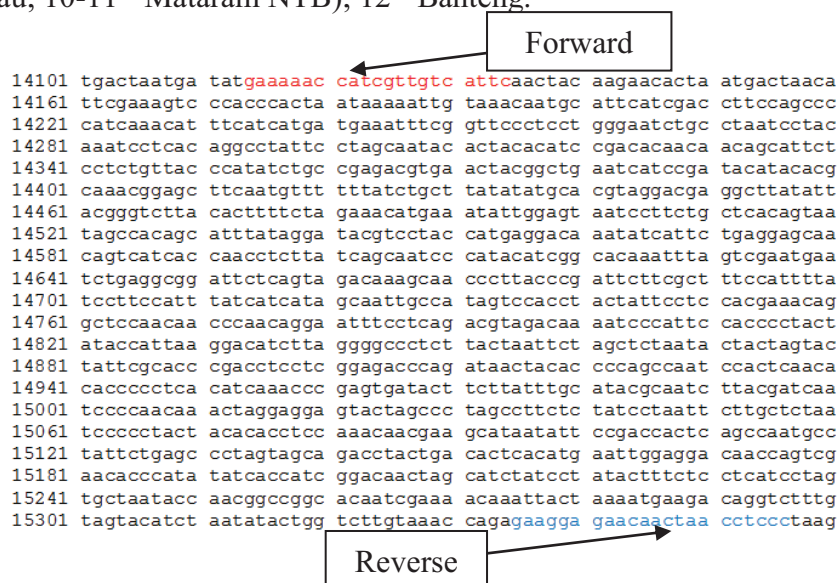 au, 10-11 = Mataram NTB), 12 = Banteng.
Forward
14101 tgactaatga tatgaaaaac catcgttgtc attcaactac aagaacacta atgactaaca
14161 ttcgaaagtc ccacccacta ataaaaattg taaacaatgc attcatcgac cttccagccc
14221 catcaaacat ttcatcatga tgaaatttcg gttccctcct gggaatctgc ctaatcctac
14281 aaatcctcac aggcctattc ctagcaatac actacacatc cgacacaaca acagcattct
14341 cctctgttac ccatatctgc cgagacgtga actacggctg aatcatccga tacatacacg
14401 caaacggagc ttcaatgttt tttatctgct tatatatgca cgtaggacga ggcttatatt
14461 acgggtctta cacttttcta gaaacatgaa atattggagt aatccttctg ctcacagtaa
14521 tagccacagc atttatagga tacgtcctac catgaggaca aatatcattc tgaggagcaa
14581 cagtcatcac caacctctta tcagcaatcc catacatcgg cacaaattta gtcgaatgaa
14641 tctgaggcgg attctcagta gacaaagcaa cccttacccg attcttcgct ttccatttta
14701 tccttccatt tatcatcata gcaattgcca tagtccacct actattcctc cacgaaacag
14761 gctccaacaa cccaacagga atttcctcag acgtagacaa aatcccattc cacccctact
14821 ataccattaa ggacatctta ggggccctct tactaattct agctctaata ctactagtac
14881 tattcgcacc cgacctcctc ggagacccag ataactacac cccagccaat ccactcaaca
14941 caccccctca catcaaaccc gagtgatact tcttatttgc atacgcaatc ttacgatcaa
15001 tccccaacaa actaggagga gtactagccc tagccttctc tatcctaatt cttgctctaa
15061 tccccctact acacacctcc aaacaacgaa gcataatatt ccgaccactc agccaatgcc
15121 tattctgagc cctagtagca gacctactga cactcacatg aattggagga caaccagtcg
15181 aacacccata tatcaccatc ggacaactag catctatcct atactttctc ctcatcctag
15241 tgctaatacc aacggccggc acaatcgaaa acaaattact aaaatgaaga caggtctttg
15301 tagtacatct aatatactgg tcttgtaaac cagagaagga gaacaactaa cctccctaag
Reverse